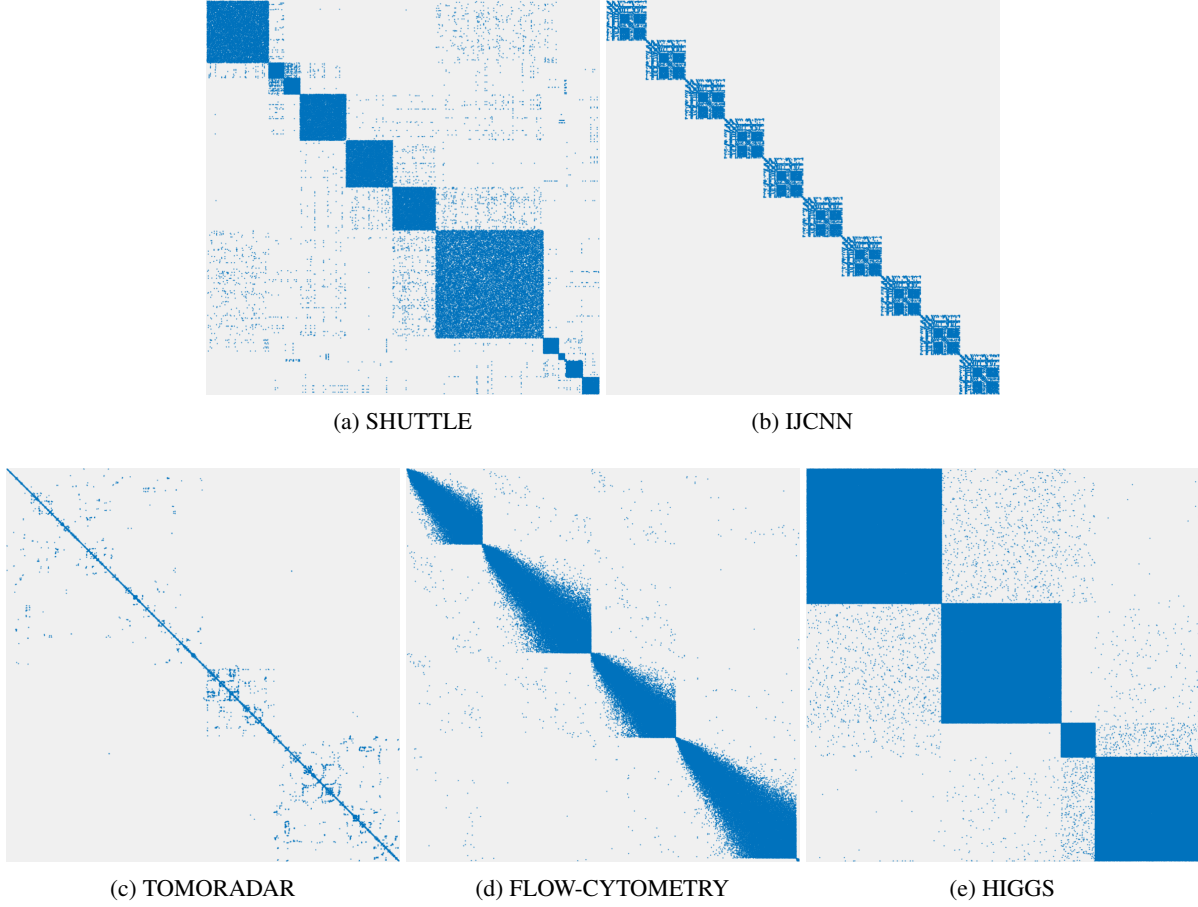 (a) SHUTTLE
(b) IJCNN
(c) TOMORADAR
(d) FLOW-CYTOMETRY
(e) HIGGS